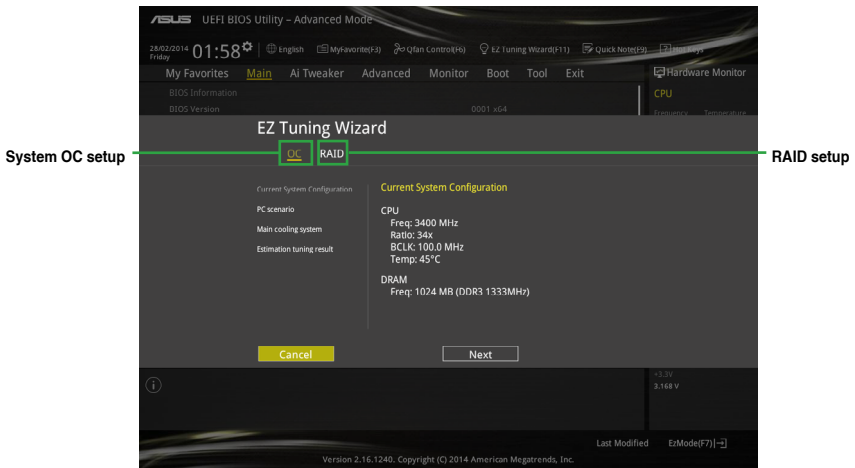 ASUS UEFI BIOS Utility – Advanced Mode
28/02/2014 Friday 01:58 English MyFavorite(F3) Qfan Control(F6) EZ Tuning Wizard(F11) Quick Note(F9) ? Hot Keys
My Favorites Main Ai Tweaker Advanced Monitor Boot Tool Exit Hardware Monitor
BIOS Information CPU
BIOS Version 0001 x64
Frequency Temperature
EZ Tuning Wizard
System OC setup OC RAID RAID setup
Current System Configuration Current System Configuration
PC scenario CPU
Freq: 3400 MHz
Main cooling system Ratio: 34x
Estimation tuning result BCLK: 100.0 MHz
Temp: 45°C
DRAM
Freq: 1024 MB (DDR3 1333MHz)
Cancel Next
+3.3V
3.168 V
Last Modified EzMode(F7)
Version 2.16.1240. Copyright (C) 2014 American Megatrends, Inc.